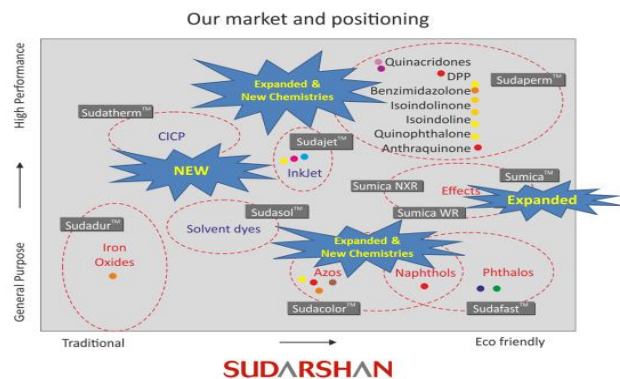 Our market and positioning
High Performance
General Purpose
Quinacridones
DPP
Benzimidazolone
Isoindolinone
Isoindoline
Quinophthalone
Anthraquinone
Sudaperm™
Expanded &
New Chemistries
Sudatherm™
CICP
NEW
Sudajet™
InkJet
Sumica NXR
Effects
Sumica™
Expanded
Sumica WR
Sudadur™
Iron
Oxides
Sudasol™
Solvent dyes
Expanded &
New Chemistries
Azos
Naphthols
Phthalos
Sudacolor™
Sudafast™
Traditional
Eco friendly
SUDARSHAN